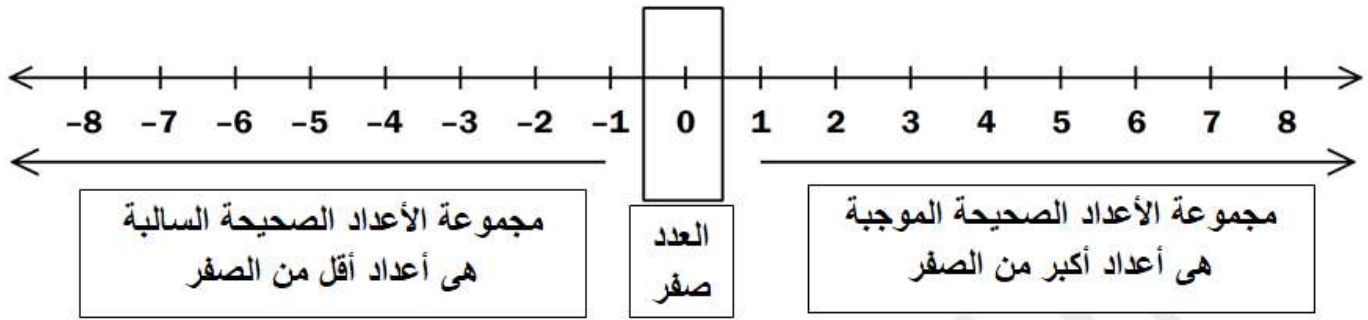 –8 –7 –6 –5 –4 –3 –2 –1 0 1 2 3 4 5 6 7 8
مجموعة الأعداد الصحيحة الموجبة
هى أعداد أكبر من الصفر
العدد
صفر
مجموعة الأعداد الصحيحة السالبة
هى أعداد أقل من الصفر